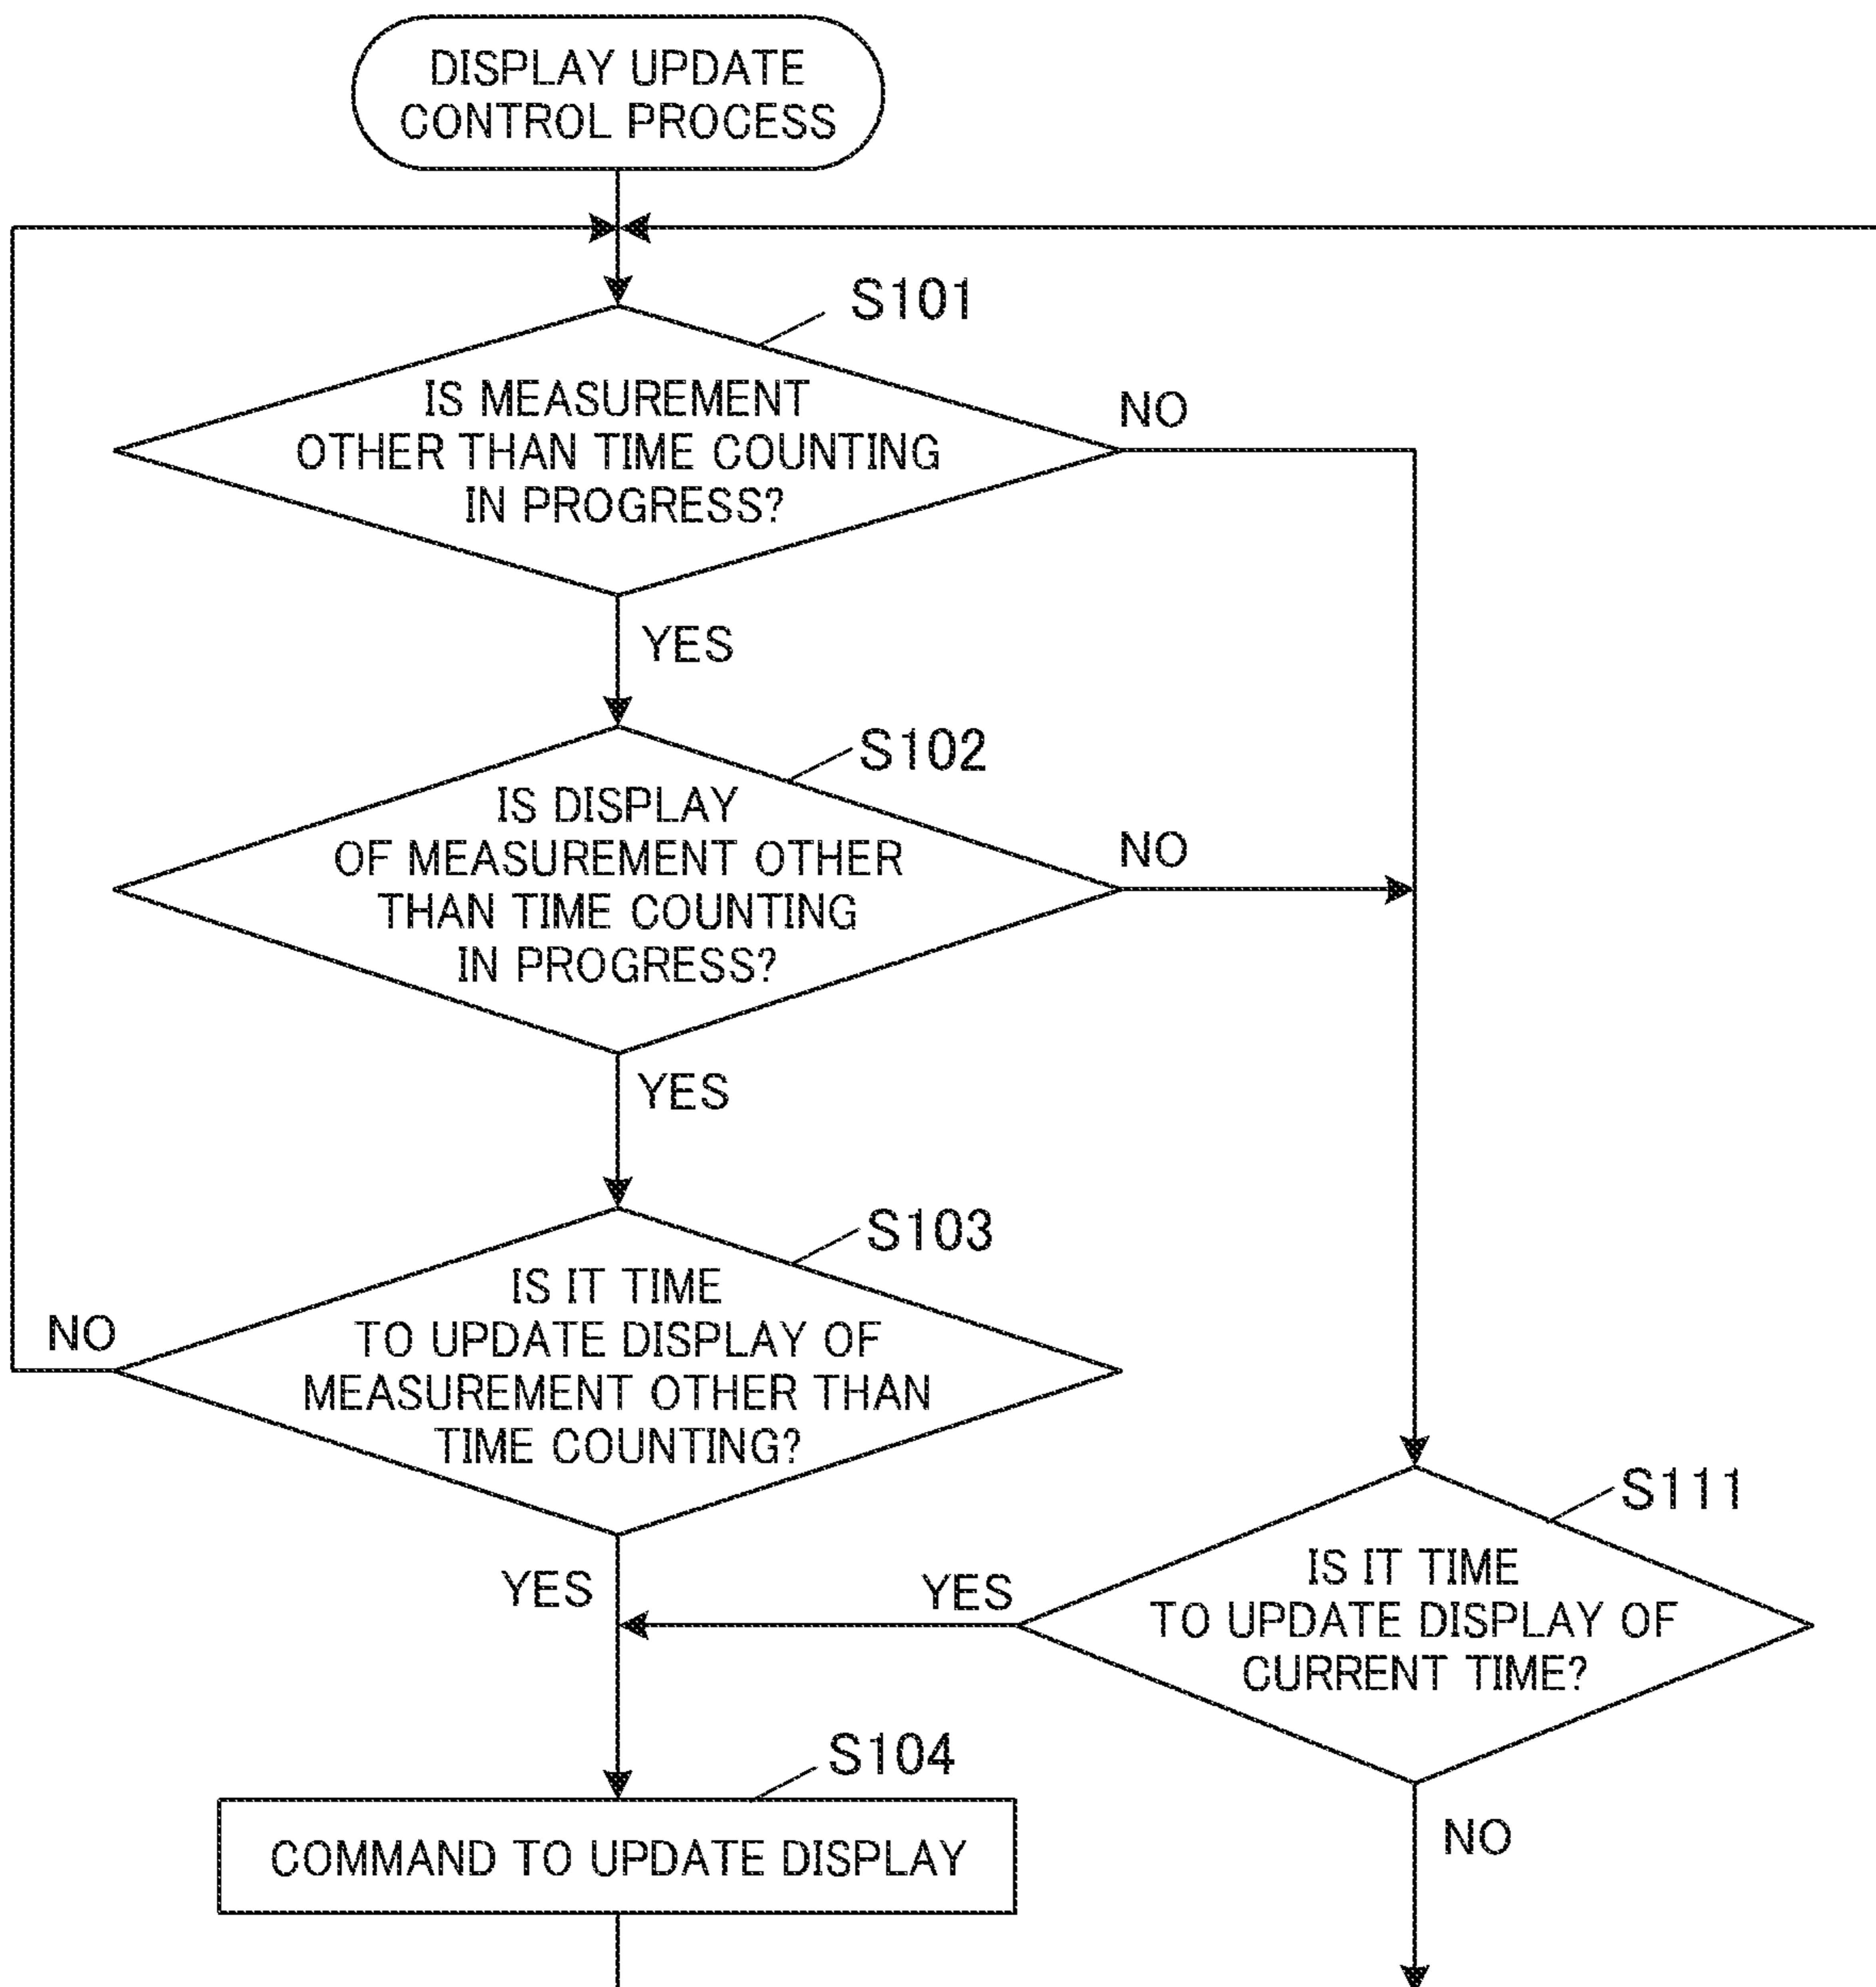 DISPLAY UPDATE
CONTROL PROCESS
S101
IS MEASUREMENT
OTHER THAN TIME COUNTING
IN PROGRESS?
NO
YES
S102
IS DISPLAY
OF MEASUREMENT OTHER
THAN TIME COUNTING
IN PROGRESS?
NO
YES
S103
IS IT TIME
TO UPDATE DISPLAY OF
MEASUREMENT OTHER THAN
TIME COUNTING?
NO
YES
S111
IS IT TIME
TO UPDATE DISPLAY OF
CURRENT TIME?
YES
NO
S104
COMMAND TO UPDATE DISPLAY